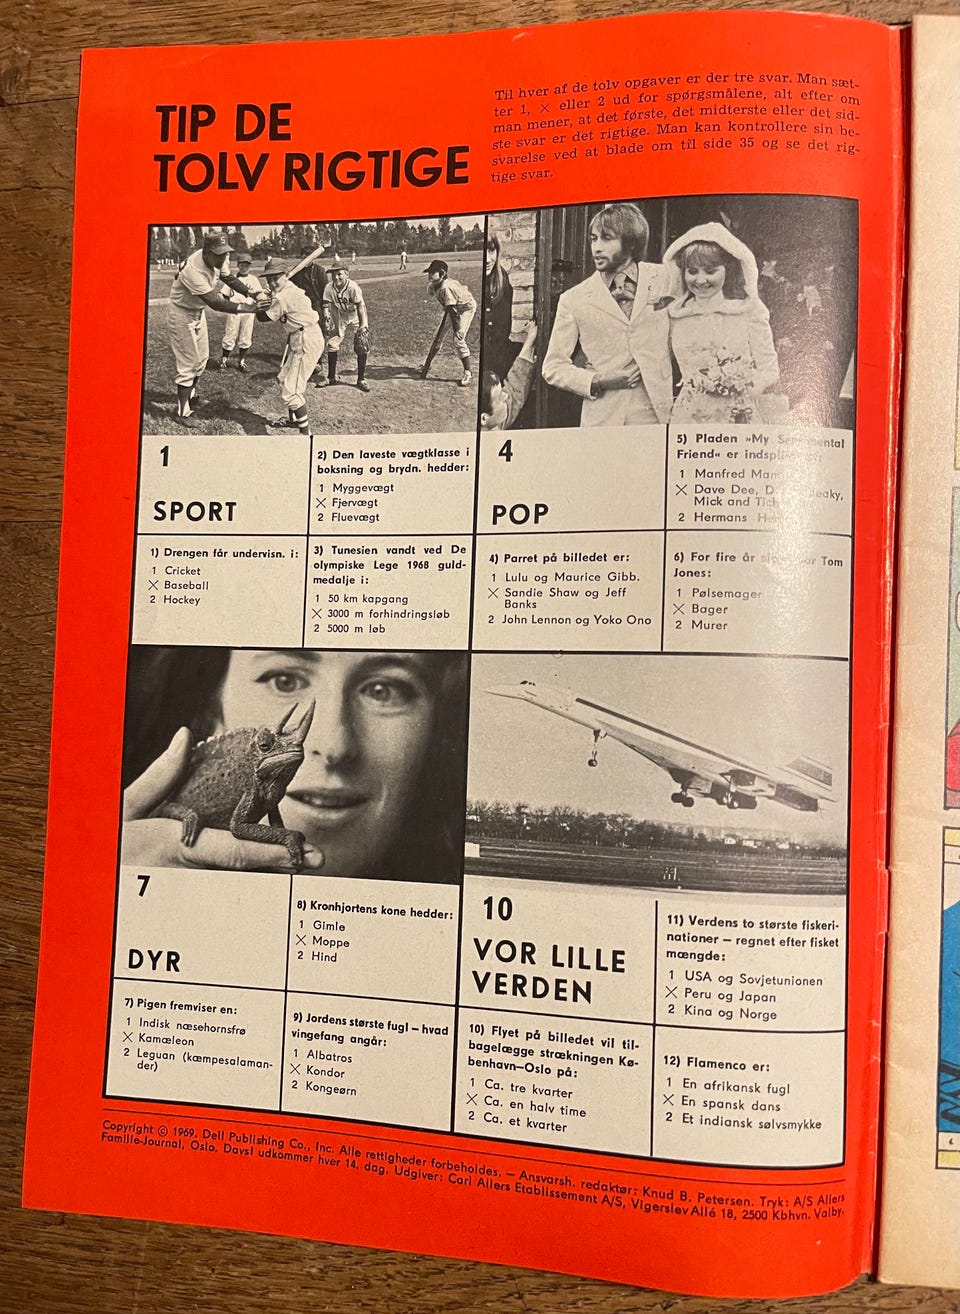 TIP DE
TOLV RIGTIGE
Til hver af de tolv opgaver er der tre svar. Man sæt-
ter 1, × eller 2 ud for spørgsmålene, alt efter om
man mener, at det første, det midterste eller det sid-
ste svar er det rigtige. Man kan kontrollere sin be-
svarelse ved at blade om til side 35 og se det rig-
tige svar.
1
SPORT
1) Drengen får undervisn. i:
1 Cricket
× Baseball
2 Hockey
2) Den laveste vægtklasse i
boksning og brydn. hedder:
1 Myggevægt
× Fjervægt
2 Fluevægt
3) Tunesien vandt ved De
olympiske Lege 1968 guld-
medalje i:
1 50 km kapgang
× 3000 m forhindringsløb
2 5000 m løb
4
POP
4) Parret på billedet er:
1 Lulu og Maurice Gibb.
× Sandie Shaw og Jeff
Banks
2 John Lennon og Yoko Ono
5) Pladen »My
Friend« er
1 Manfred
× Dave Dee,
Mick and
2 Hermans
6) For fire år Tom
Jones:
1 Pølsemager
× Bager
2 Murer
7
DYR
7) Pigen fremviser en:
1 Indisk næsehornsfrø
× Kamæleon
2 Leguan (kæmpesalaman-
der)
8) Kronhjortens kone hedder:
1 Gimle
× Moppe
2 Hind
9) Jordens største fugl – hvad
vingefang angår:
1 Albatros
× Kondor
2 Kongeørn
10
VOR LILLE
VERDEN
10) Flyet på billedet vil til-
bagelægge strækningen Kø-
benhavn–Oslo på:
1 Ca. tre kvarter
× Ca. en halv time
2 Ca. et kvarter
11) Verdens to største fiskeri-
nationer – regnet efter fisket
mængde:
1 USA og Sovjetunionen
× Peru og Japan
2 Kina og Norge
12) Flamenco er:
1 En afrikansk fugl
× En spansk dans
2 Et indiansk sølvsmykke
Copyright © 1969, Dell Publishing Co., Inc. Alle rettigheder forbeholdes. – Ansvarsh. redaktør: Knud B. Petersen. Tryk: A/S Allers
Familie-Journal, Oslo. Davsl udkommer hver 14. dag. Udgiver: Carl Allers Etablissement A/S, Vigerslev Allé 18, 2500 Kbhvn. Valby.